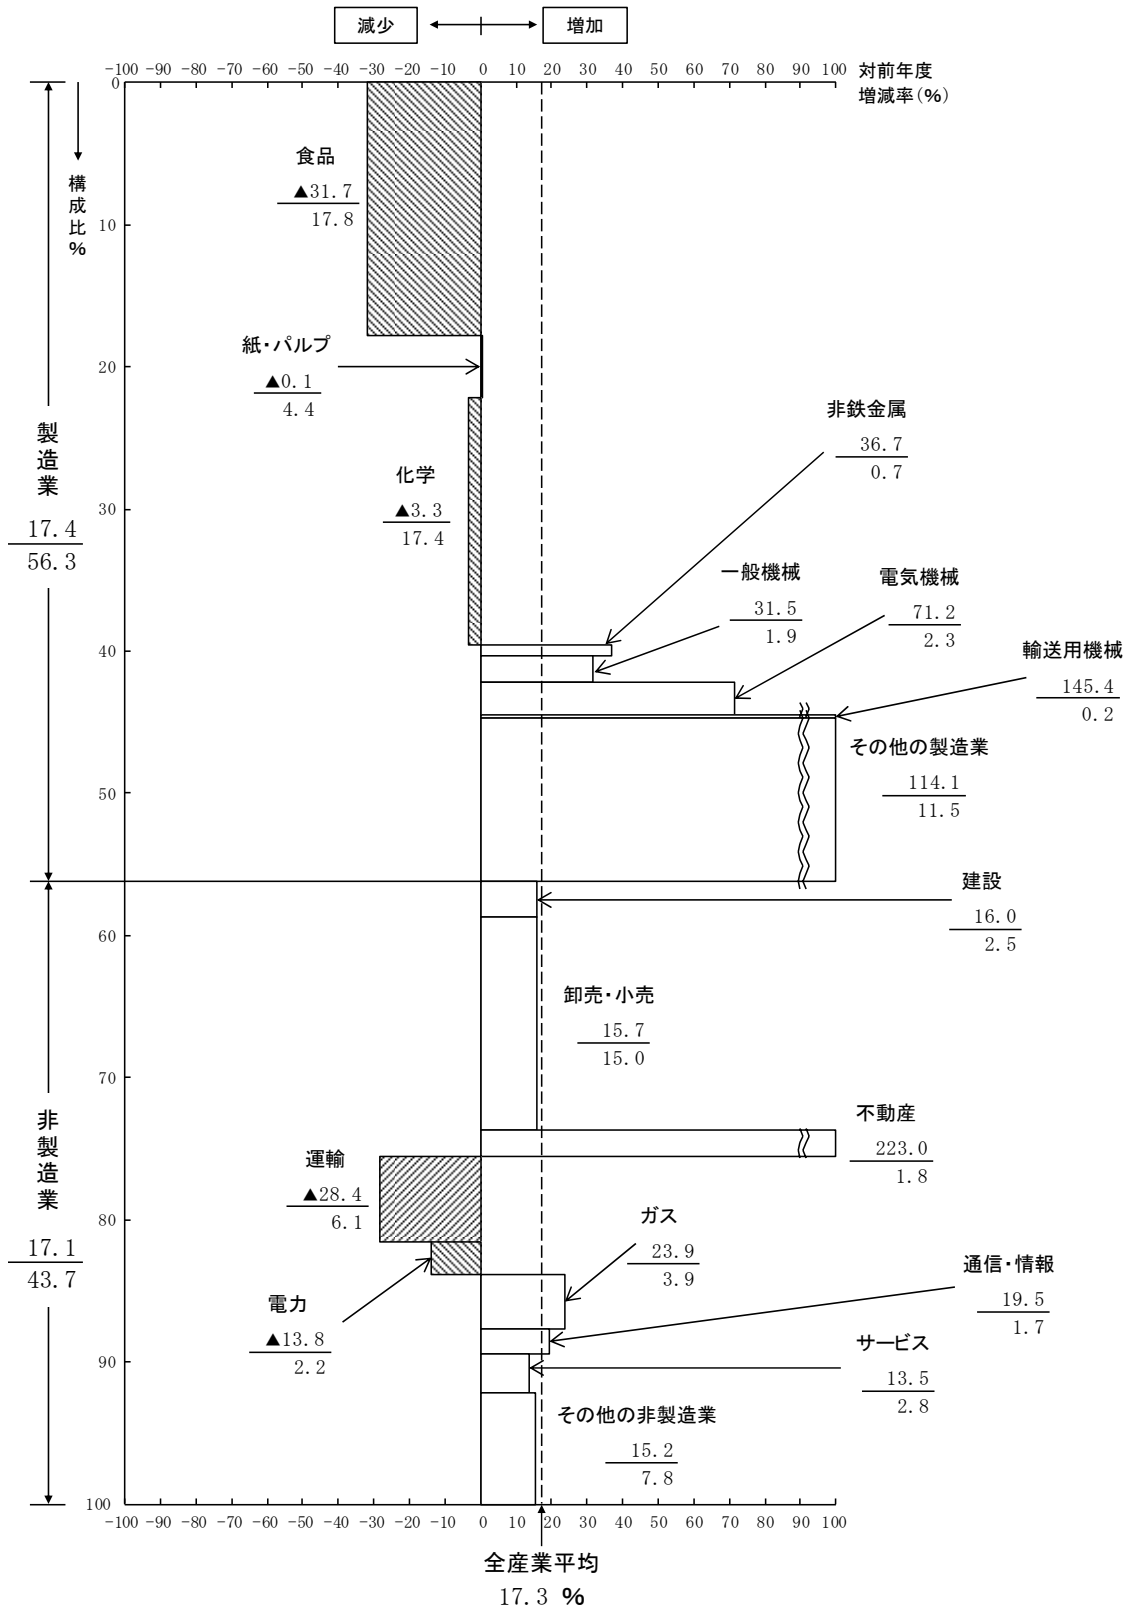 減少
増加
-100 -90 -80 -70 -60 -50 -40 -30 -20 -10 0 10 20 30 40 50 60 70 80 90 100
対前年度
増減率(%)
0
構成比%
食品
▲31.7
17.8
10
紙・パルプ
▲0.1
4.4
20
非鉄金属
36.7
0.7
製造業
17.4
56.3
化学
▲3.3
17.4
30
一般機械
31.5
1.9
電気機械
71.2
2.3
40
輸送用機械
145.4
0.2
その他の製造業
114.1
11.5
50
建設
16.0
2.5
60
卸売・小売
15.7
15.0
70
非製造業
17.1
43.7
不動産
223.0
1.8
運輸
▲28.4
6.1
80
ガス
23.9
3.9
通信・情報
19.5
1.7
電力
▲13.8
2.2
サービス
13.5
2.8
90
その他の非製造業
15.2
7.8
100
-100 -90 -80 -70 -60 -50 -40 -30 -20 -10 0 10 20 30 40 50 60 70 80 90 100
全産業平均
17.3 %